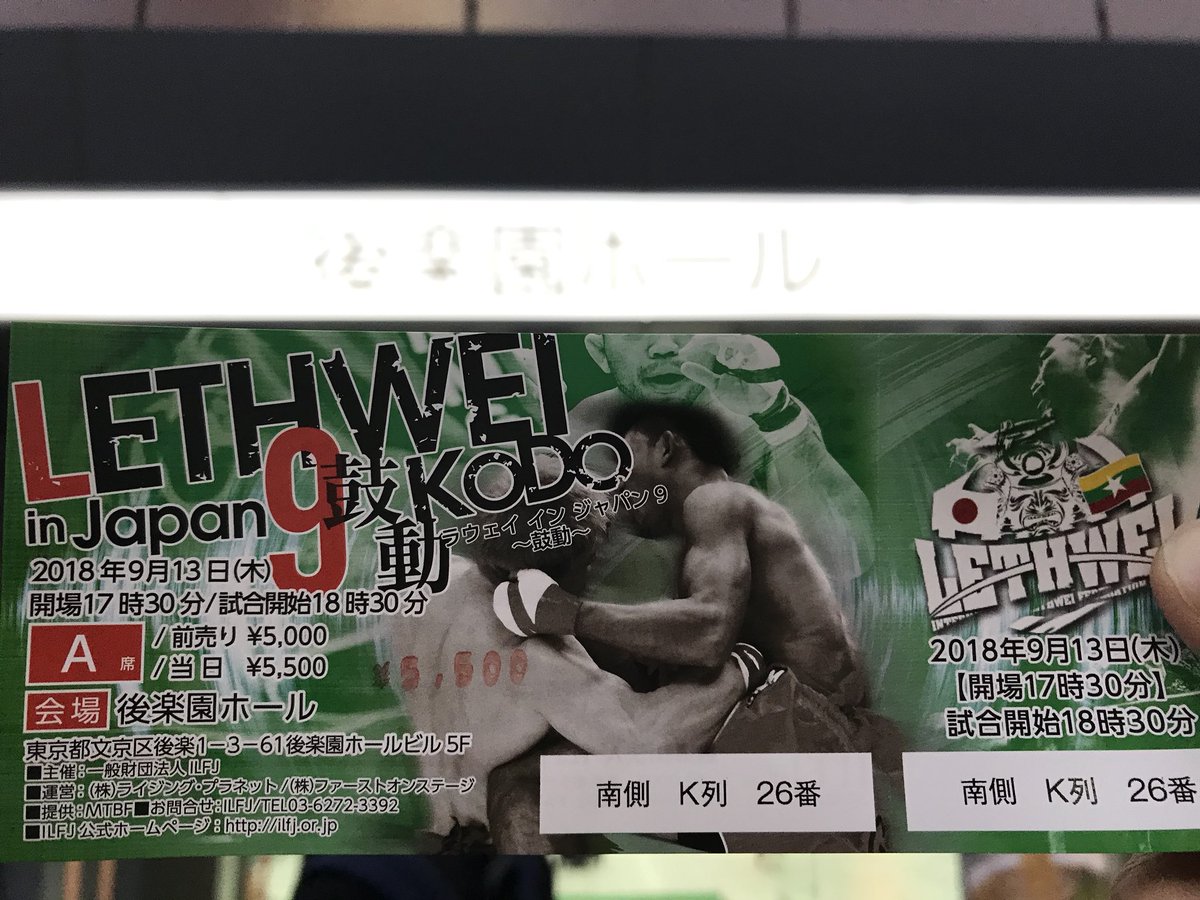 後楽園ホール
LETHWEI
in Japan 9
鼓動 KODO
ラウェイ イン ジャパン 9
～鼓動～
2018年9月13日(木)
開場17時30分/試合開始18時30分
A席 /前売り ¥5,000
/当日 ¥5,500
¥5,500
会場 後楽園ホール
東京都文京区後楽1-3-61後楽園ホールビル5F
■主催:一般財団法人ILFJ
■運営:(株)ライジング・プラネット/(株)ファーストオンステージ
■提供:MTBF■お問合せ:ILFJ/TEL03-6272-3392
■ILFJ公式ホームページ:http://ilfj.or.jp
南側 K列 26番
LETHWEI
2018年9月13日(木)
【開場17時30分】
試合開始18時30分
南側 K列 26番